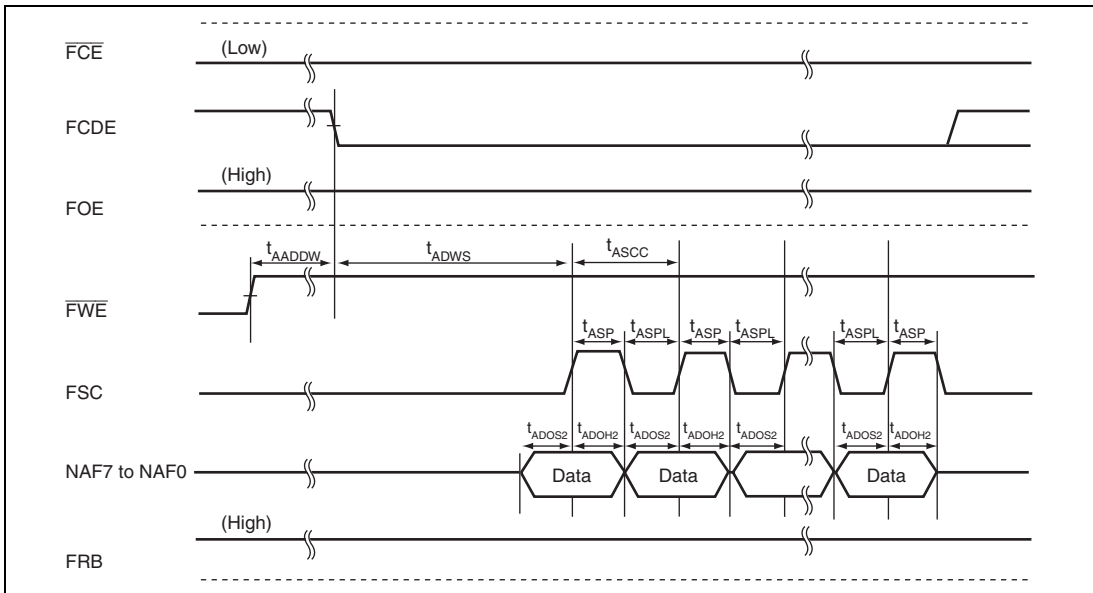 FCE
(Low)
FCDE
(High)
FOE
tAADDW
tADWS
tASCC
FWE
tASP
tASPL
tASP
tASPL
tASPL
tASP
FSC
tADOS2
tADOH2
tADOS2
tADOH2
tADOS2
tADOS2
tADOH2
NAF7 to NAF0
Data
Data
Data
(High)
FRB